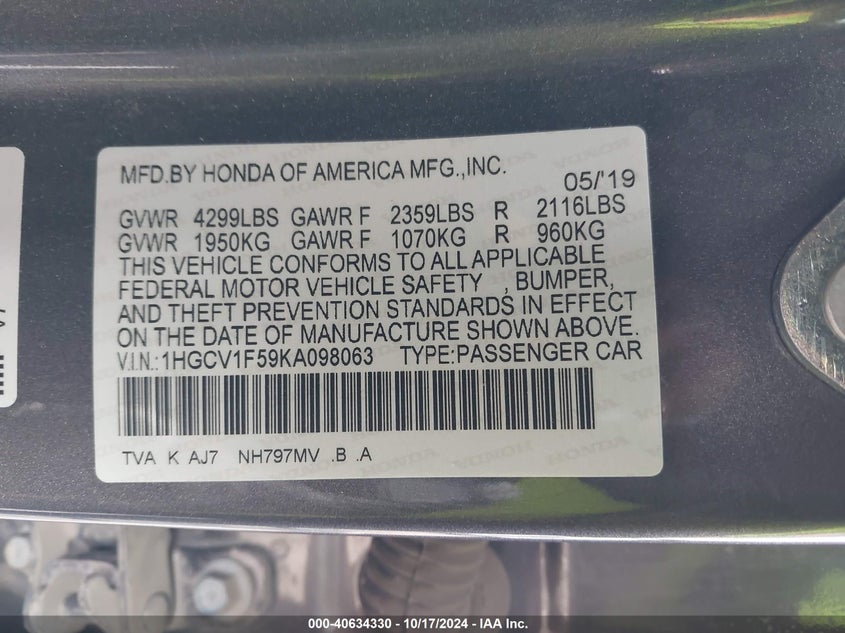 MFD.BY HONDA OF AMERICA MFG.,INC.
05/'19
GVWR 4299LBS GAWR F 2359LBS R 2116LBS
GVWR 1950KG GAWR F 1070KG R 960KG
THIS VEHICLE CONFORMS TO ALL APPLICABLE
FEDERAL MOTOR VEHICLE SAFETY , BUMPER,
AND THEFT PREVENTION STANDARDS IN EFFECT
ON THE DATE OF MANUFACTURE SHOWN ABOVE.
V.I.N.:1HGCV1F59KA098063 TYPE:PASSENGER CAR
TVA K AJ7 NH797MV .B .A
000-40634330 - 10/17/2024 - IAA Inc.